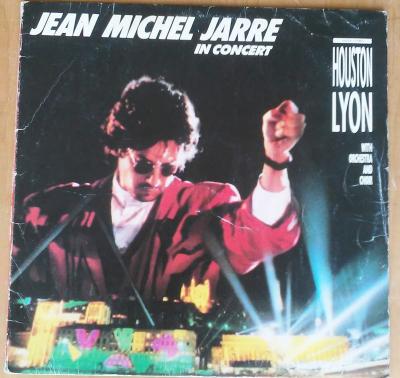 JEAN MICHEL JARRE
IN CONCERT
HOUSTON
LYON
WITH
ORCHESTRA
AND
CHOIR